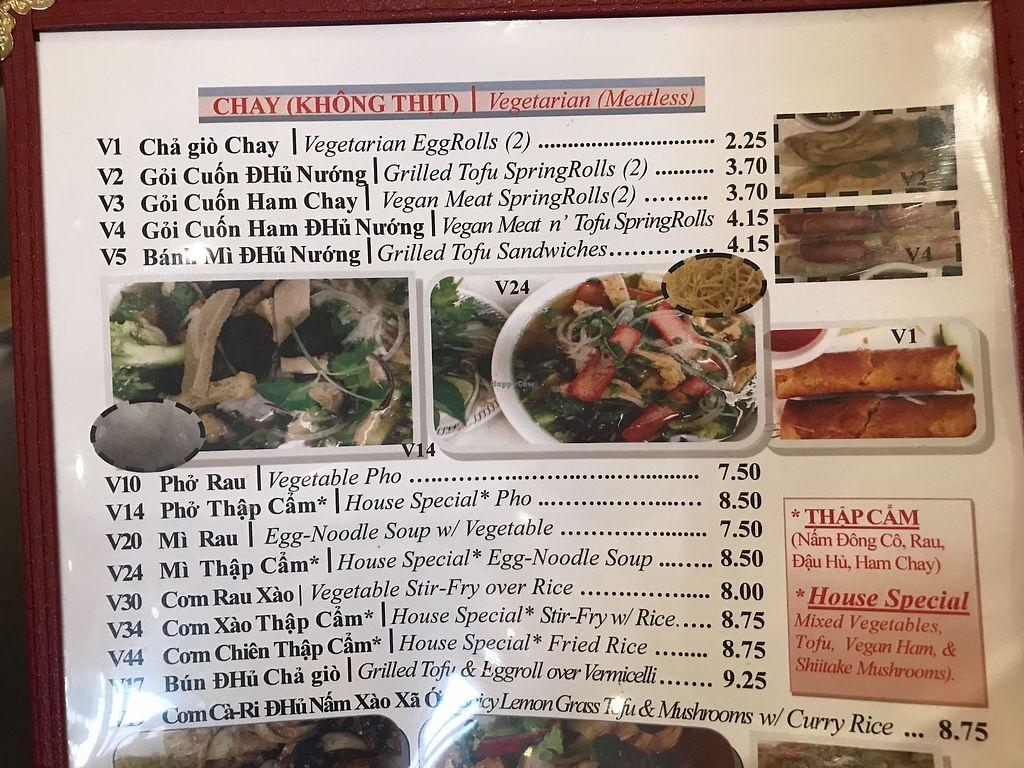 CHAY (KHÔNG THỊT) | Vegetarian (Meatless)
V1 Chả giò Chay | Vegetarian EggRolls (2) .................................. 2.25
V2 Gỏi Cuốn ĐHủ Nướng | Grilled Tofu SpringRolls (2) .......... 3.70
V3 Gỏi Cuốn Ham Chay | Vegan Meat SpringRolls(2) .......... 3.70
V4 Gỏi Cuốn Ham ĐHủ Nướng | Vegan Meat n' Tofu SpringRolls 4.15
V5 Bánh Mì ĐHủ Nướng | Grilled Tofu Sandwiches................ 4.15
V2
V4
V24
V1
HappyCow
V14
V10 Phở Rau | Vegetable Pho ................................................ 7.50
V14 Phở Thập Cẩm* | House Special* Pho ............................ 8.50
V20 Mì Rau | Egg-Noodle Soup w/ Vegetable ........................ 7.50
V24 Mì Thập Cẩm* | House Special* Egg-Noodle Soup ......... 8.50
V30 Cơm Rau Xào | Vegetable Stir-Fry over Rice .................... 8.00
V34 Cơm Xào Thập Cẩm* | House Special* Stir-Fry w/ Rice...... 8.75
V44 Cơm Chiên Thập Cẩm* | House Special* Fried Rice ........ 8.75
V17 Bún ĐHủ Chả giò | Grilled Tofu & Eggroll over Vermicelli....... 9.25
Cơm Cà-Ri ĐHủ Nấm Xào Xã Lemon Grass Tofu & Mushrooms w/ Curry Rice ... 8.75
* THẬP CẨM
(Nấm Đông Cô, Rau,
Đậu Hủ, Ham Chay)
* House Special
Mixed Vegetables,
Tofu, Vegan Ham, &
Shiitake Mushrooms).